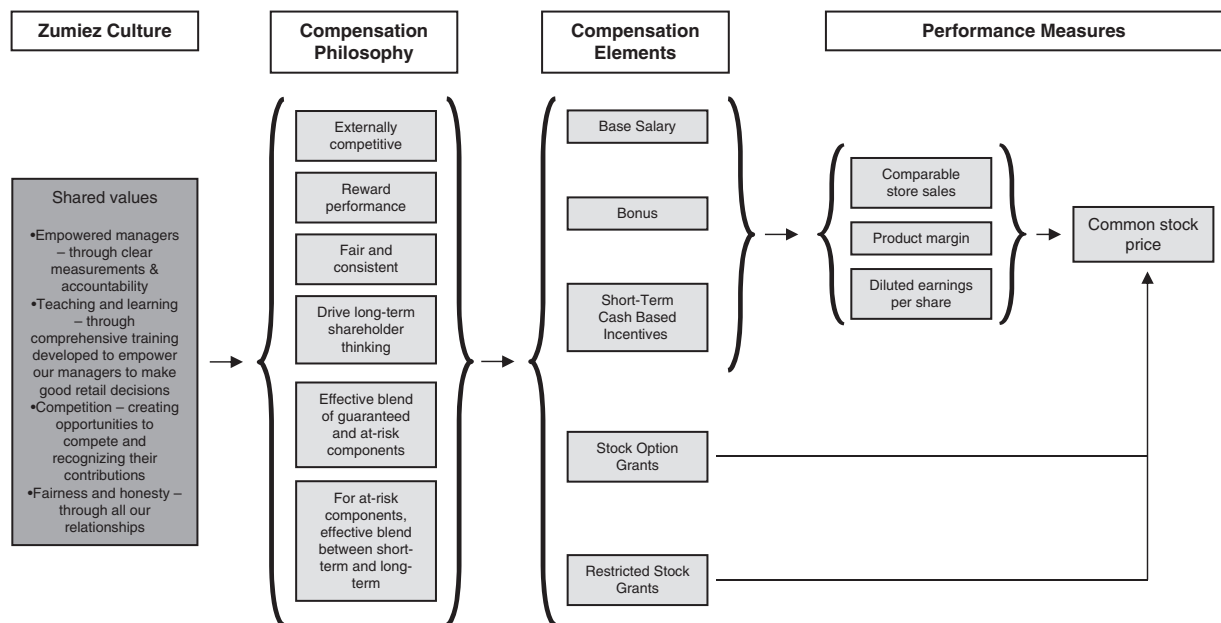 Zumiez Culture
Compensation
Philosophy
Compensation
Elements
Performance Measures
Shared values
•Empowered managers
– through clear
measurements &
accountability
•Teaching and learning
– through
comprehensive training
developed to empower
our managers to make
good retail decisions
•Competition – creating
opportunities to
compete and
recognizing their
contributions
•Fairness and honesty –
through all our
relationships
Externally
competitive
Reward
performance
Fair and
consistent
Drive long-term
shareholder
thinking
Effective blend
of guaranteed
and at-risk
components
For at-risk
components,
effective blend
between short-
term and long-
term
Base Salary
Bonus
Short-Term
Cash Based
Incentives
Stock Option
Grants
Restricted Stock
Grants
Comparable
store sales
Product margin
Diluted earnings
per share
Common stock
price